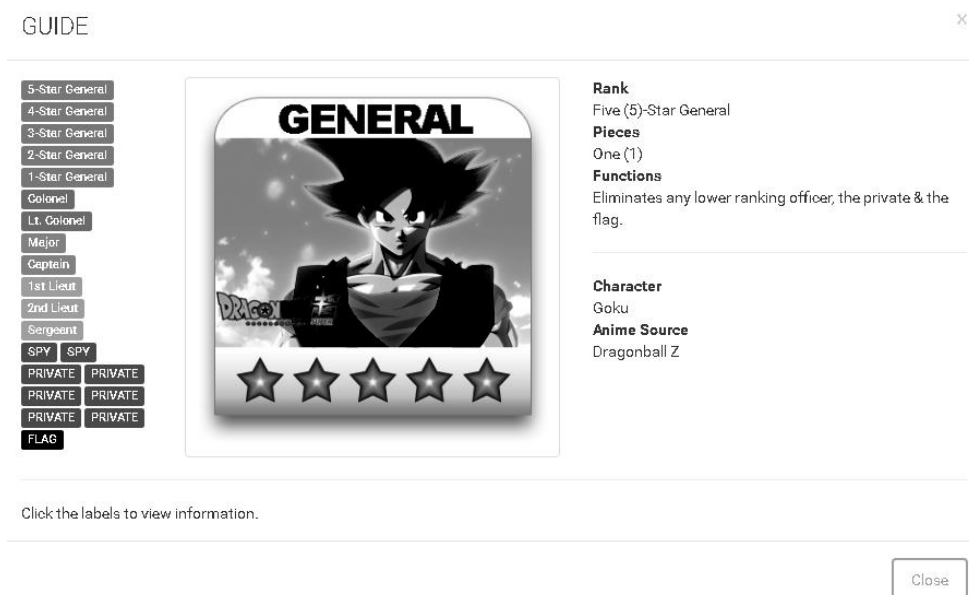 GUIDE
×
5-Star General
4-Star General
3-Star General
2-Star General
1-Star General
Colonel
Lt. Colonel
Major
Captain
1st Lieut
2nd Lieut
Sergeant
SPY SPY
PRIVATE PRIVATE
PRIVATE PRIVATE
PRIVATE PRIVATE
FLAG
GENERAL
DRAGON
SUPER
Rank
Five (5)-Star General
Pieces
One (1)
Functions
Eliminates any lower ranking officer, the private & the
flag.
Character
Goku
Anime Source
Dragonball Z
Click the labels to view information.
Close